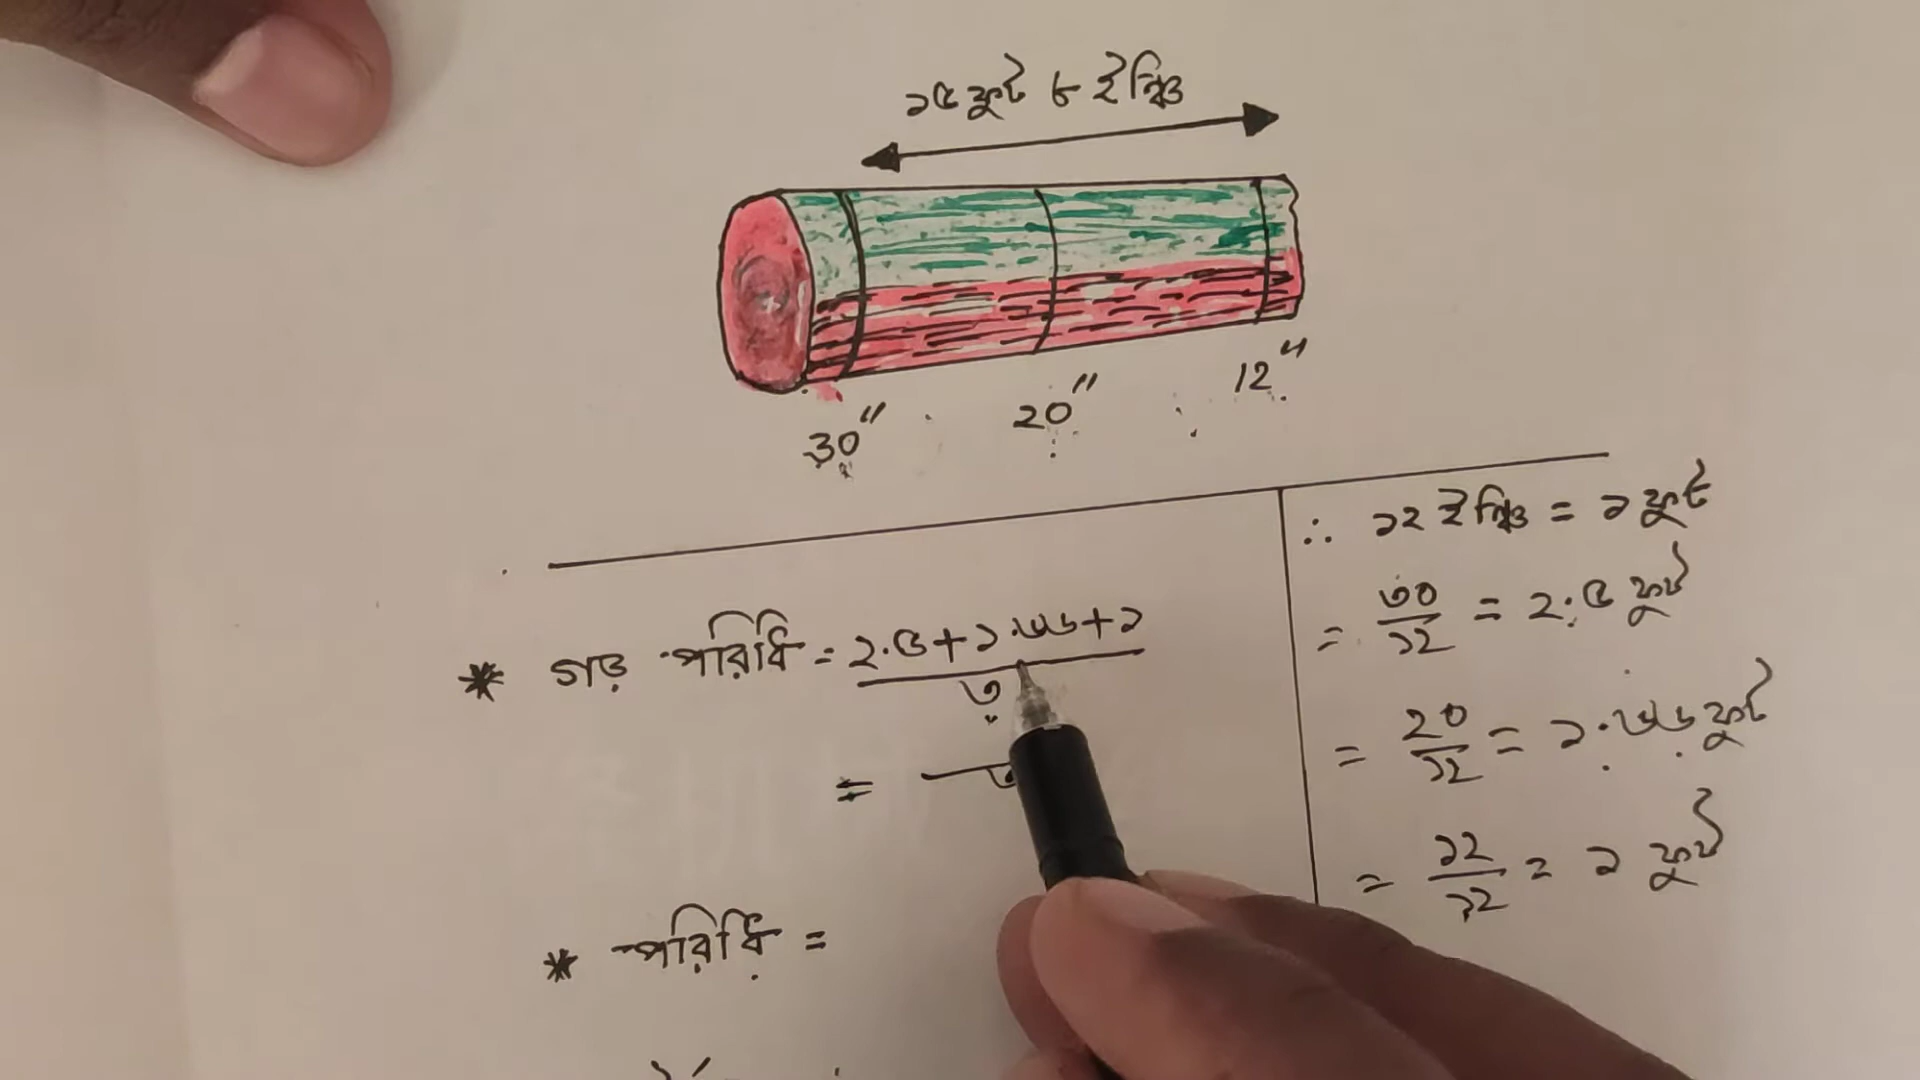 ১৫ ফুট ৮ ইঞ্চি
30" 20" 12"
∴ ১২ ইঞ্চি = ১ ফুট
= ৩০/১২ = ২.৫ ফুট
= ২০/১২ = ১.৬৬ ফুট
= ১২/১২ = ১ ফুট
* গড় পরিধি = ২.৫+১.৬৬+১/৩
=
* পরিধি =